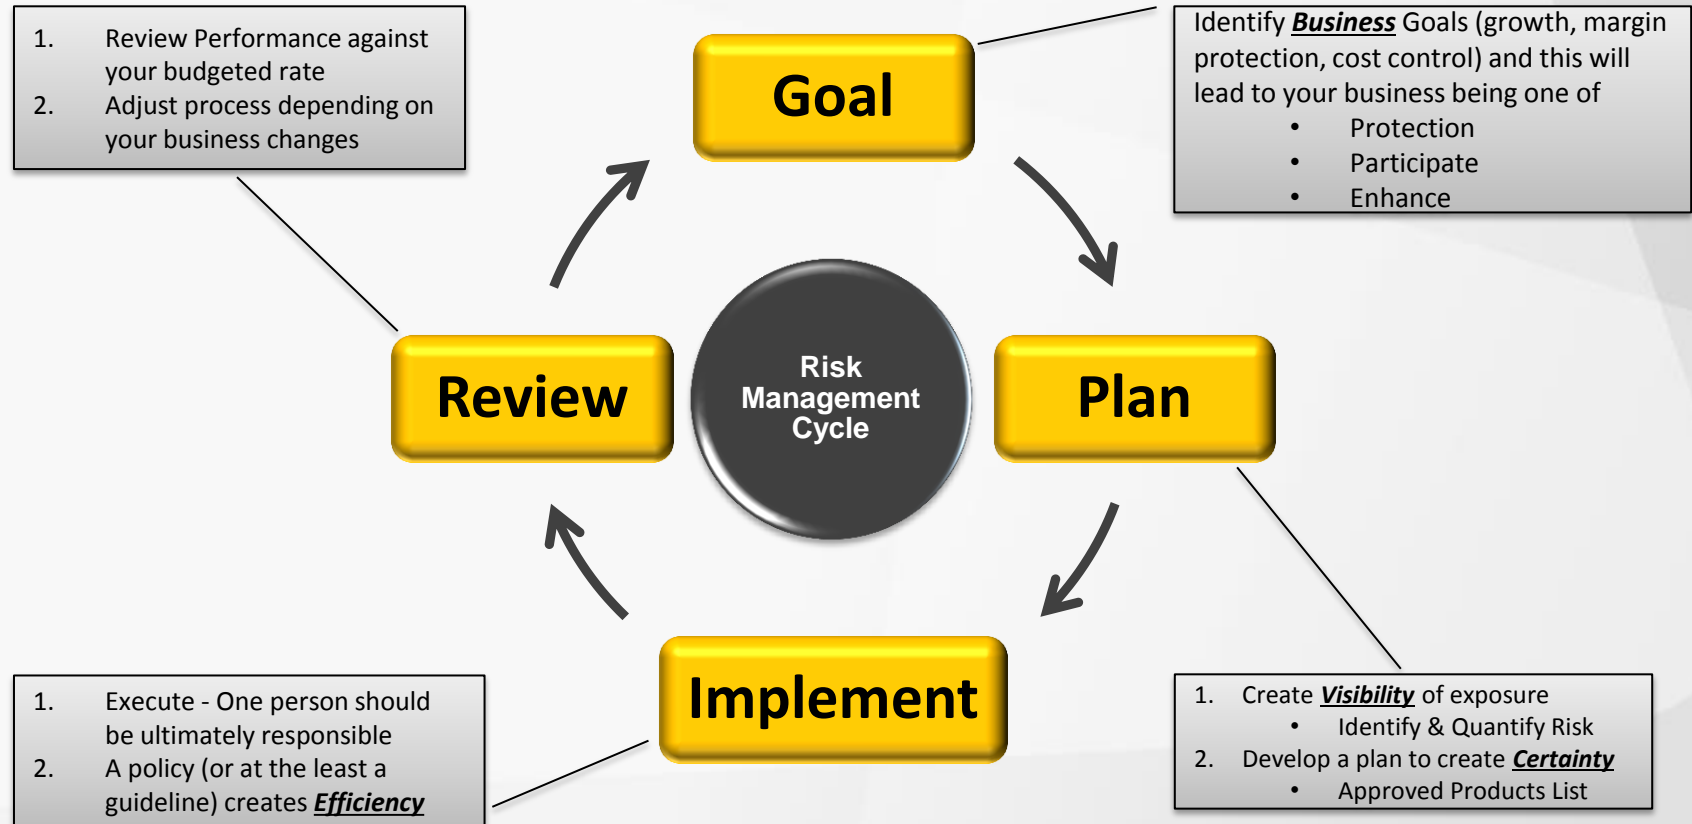 1. Review Performance against
your budgeted rate
2. Adjust process depending on
your business changes
Goal
Identify Business Goals (growth, margin
protection, cost control) and this will
lead to your business being one of
• Protection
• Participate
• Enhance
Review
Risk
Management
Cycle
Plan
Implement
1. Execute - One person should
be ultimately responsible
2. A policy (or at the least a
guideline) creates Efficiency
1. Create Visibility of exposure
• Identify & Quantify Risk
2. Develop a plan to create Certainty
• Approved Products List